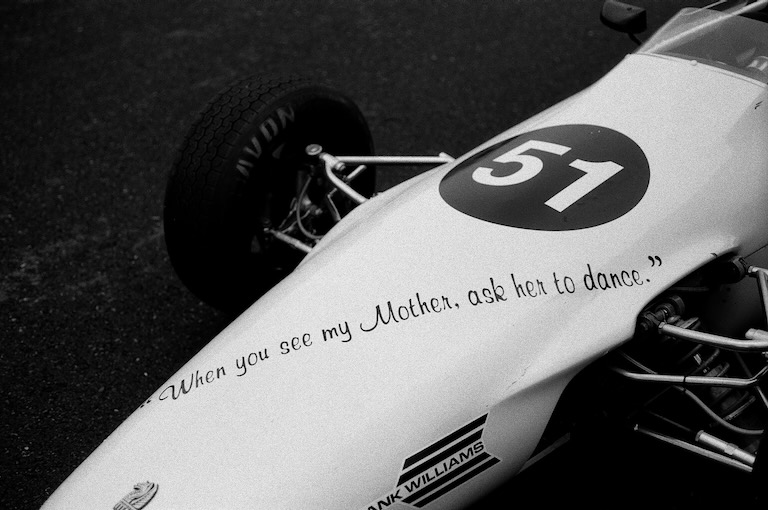 AVON
51
"When you see my Mother, ask her to dance."
ANK WILLIAMS